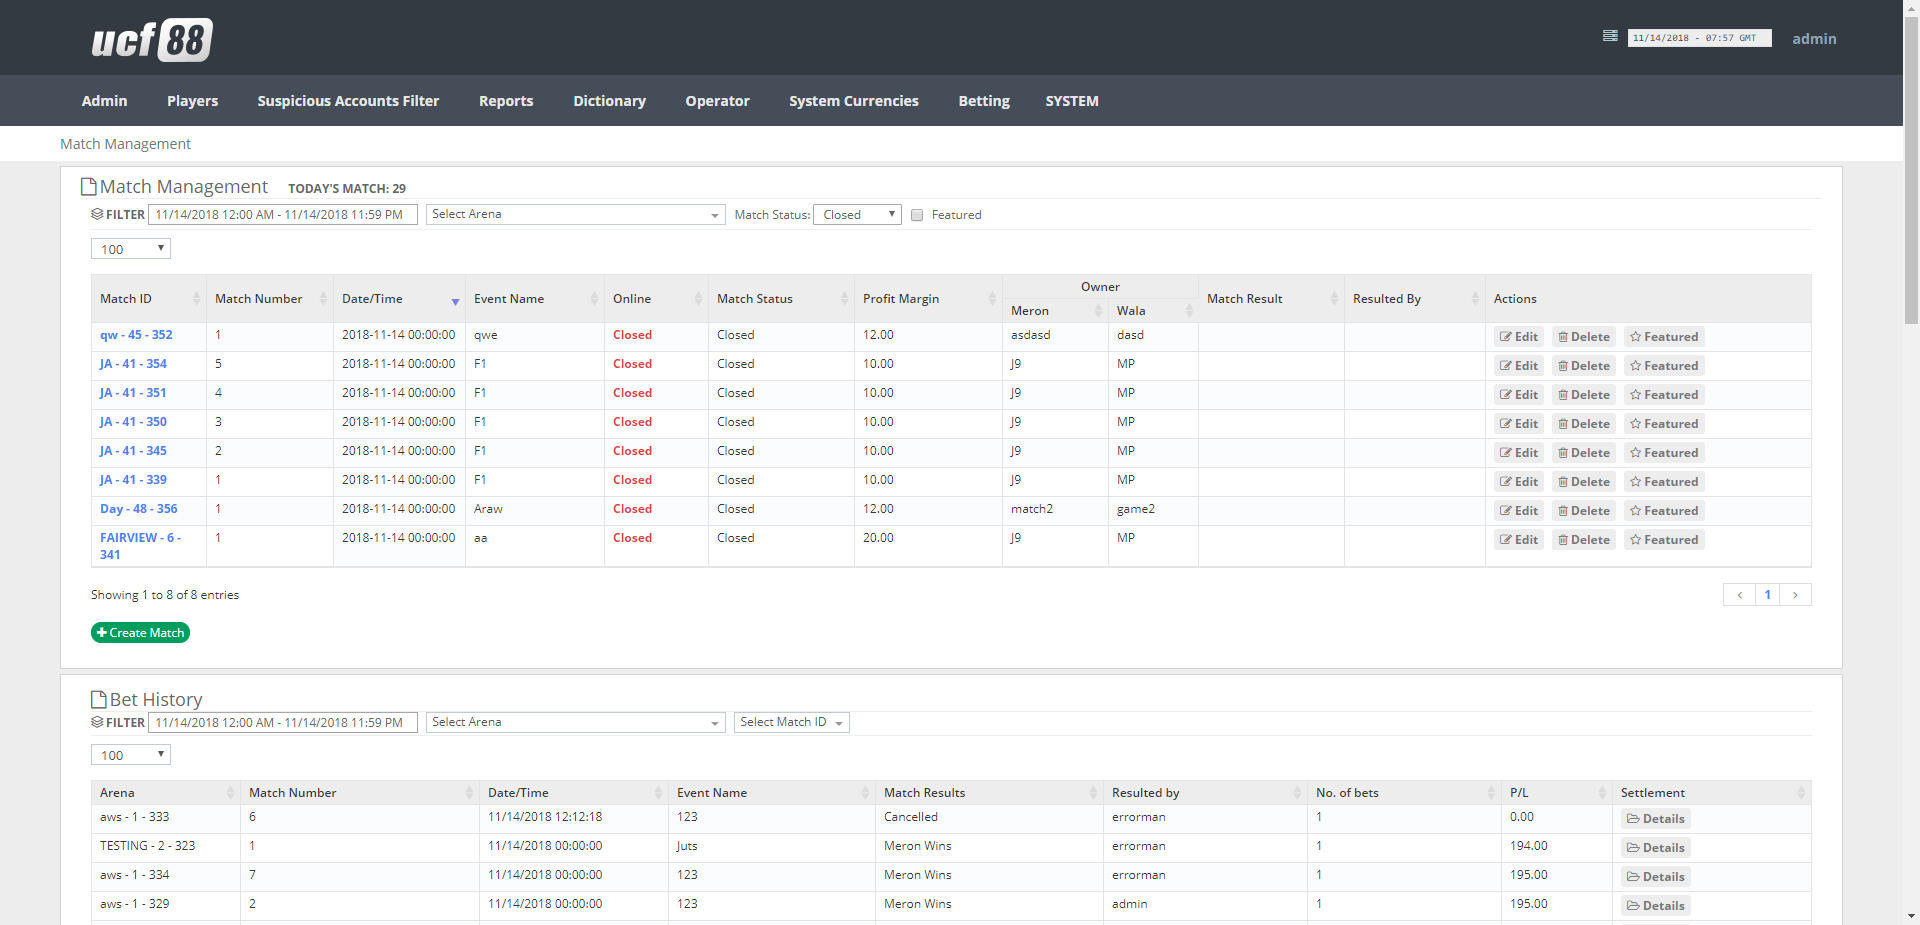 ucf88
11/14/2018 - 07:57 GMT admin
Admin Players Suspicious Accounts Filter Reports Dictionary Operator System Currencies Betting SYSTEM
Match Management
Match Management TODAY'S MATCH: 29
FILTER 11/14/2018 12:00 AM - 11/14/2018 11:59 PM Select Arena Match Status: Closed Featured
100
Owner
Match ID Match Number Date/Time Event Name Online Match Status Profit Margin Match Result Resulted By Actions
Meron Wala
qw - 45 - 352 1 2018-11-14 00:00:00 qwe Closed Closed 12.00 asdasd dasd Edit Delete Featured
JA - 41 - 354 5 2018-11-14 00:00:00 F1 Closed Closed 10.00 J9 MP Edit Delete Featured
JA - 41 - 351 4 2018-11-14 00:00:00 F1 Closed Closed 10.00 J9 MP Edit Delete Featured
JA - 41 - 350 3 2018-11-14 00:00:00 F1 Closed Closed 10.00 J9 MP Edit Delete Featured
JA - 41 - 345 2 2018-11-14 00:00:00 F1 Closed Closed 10.00 J9 MP Edit Delete Featured
JA - 41 - 339 1 2018-11-14 00:00:00 F1 Closed Closed 10.00 J9 MP Edit Delete Featured
Day - 48 - 356 1 2018-11-14 00:00:00 Araw Closed Closed 12.00 match2 game2 Edit Delete Featured
FAIRVIEW - 6 - 1 2018-11-14 00:00:00 aa Closed Closed 20.00 J9 MP Edit Delete Featured
341
Showing 1 to 8 of 8 entries < 1 >
+ Create Match
Bet History
FILTER 11/14/2018 12:00 AM - 11/14/2018 11:59 PM Select Arena Select Match ID
100
Arena Match Number Date/Time Event Name Match Results Resulted by No. of bets P/L Settlement
aws - 1 - 333 6 11/14/2018 12:12:18 123 Cancelled errorman 1 0.00 Details
TESTING - 2 - 323 1 11/14/2018 00:00:00 Juts Meron Wins errorman 1 194.00 Details
aws - 1 - 334 7 11/14/2018 00:00:00 123 Meron Wins errorman 1 195.00 Details
aws - 1 - 329 2 11/14/2018 00:00:00 123 Meron Wins admin 1 195.00 Details